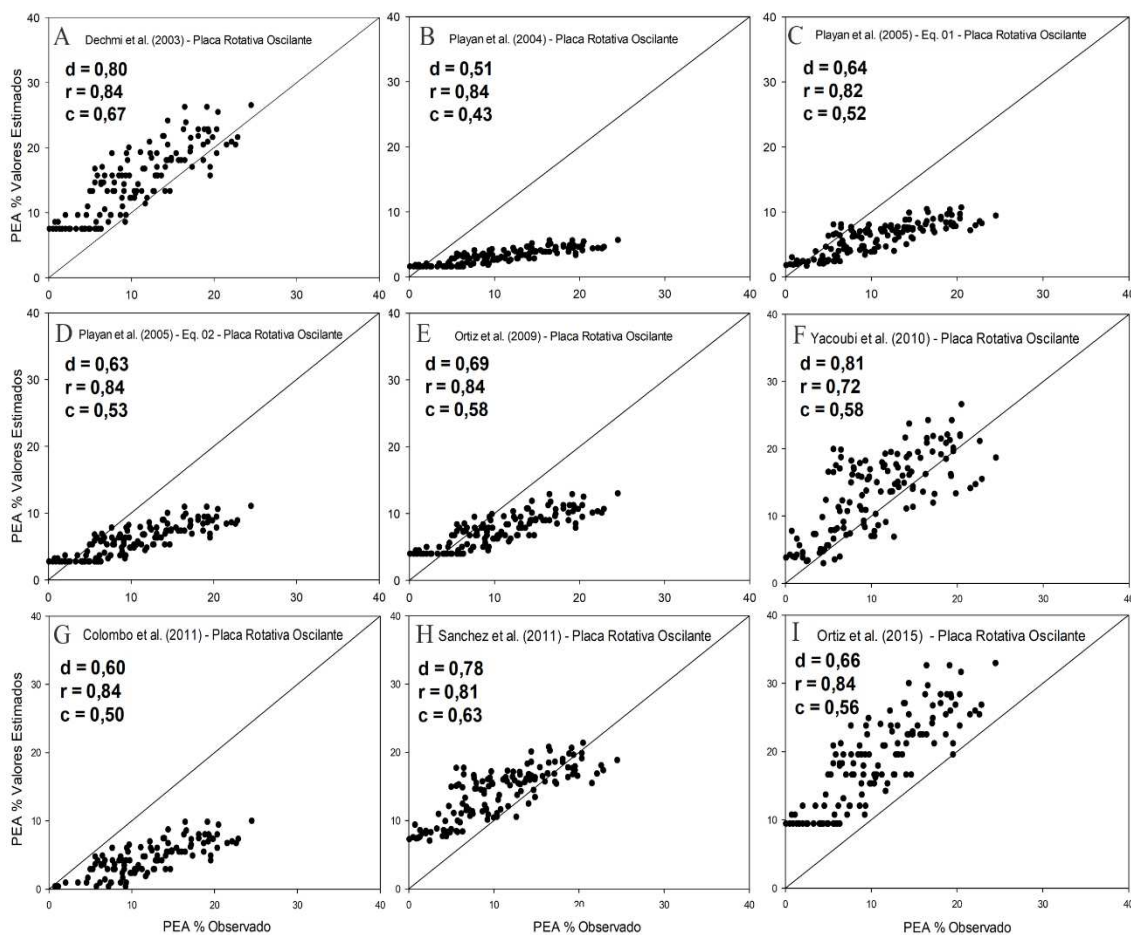 A Dechmi et al. (2003) - Placa Rotativa Oscilante
d = 0,80
r = 0,84
c = 0,67
PEA % Valores Estimados
40
30
20
10
0
0 10 20 30 40
B Playan et al. (2004) - Placa Rotativa Oscilante
d = 0,51
r = 0,84
c = 0,43
40
30
20
10
0
0 10 20 30 40
C Playan et al. (2005) - Eq. 01 - Placa Rotativa Oscilante
d = 0,64
r = 0,82
c = 0,52
40
30
20
10
0
0 10 20 30 40
D Playan et al. (2005) - Eq. 02 - Placa Rotativa Oscilante
d = 0,63
r = 0,84
c = 0,53
PEA % Valores Estimados
40
30
20
10
0
0 10 20 30 40
E Ortiz et al. (2009) - Placa Rotativa Oscilante
d = 0,69
r = 0,84
c = 0,58
40
30
20
10
0
0 10 20 30 40
F Yacoubi et al. (2010) - Placa Rotativa Oscilante
d = 0,81
r = 0,72
c = 0,58
40
30
20
10
0
0 10 20 30 40
G Colombo et al. (2011) - Placa Rotativa Oscilante
d = 0,60
r = 0,84
c = 0,50
PEA % Valores Estimados
40
30
20
10
0
0 10 20 30 40
PEA % Observado
H Sanchez et al. (2011) - Placa Rotativa Oscilante
d = 0,78
r = 0,81
c = 0,63
40
30
20
10
0
0 10 20 30 40
PEA % Observado
I Ortiz et al. (2015) - Placa Rotativa Oscilante
d = 0,66
r = 0,84
c = 0,56
40
30
20
10
0
0 10 20 30 40
PEA % Observado